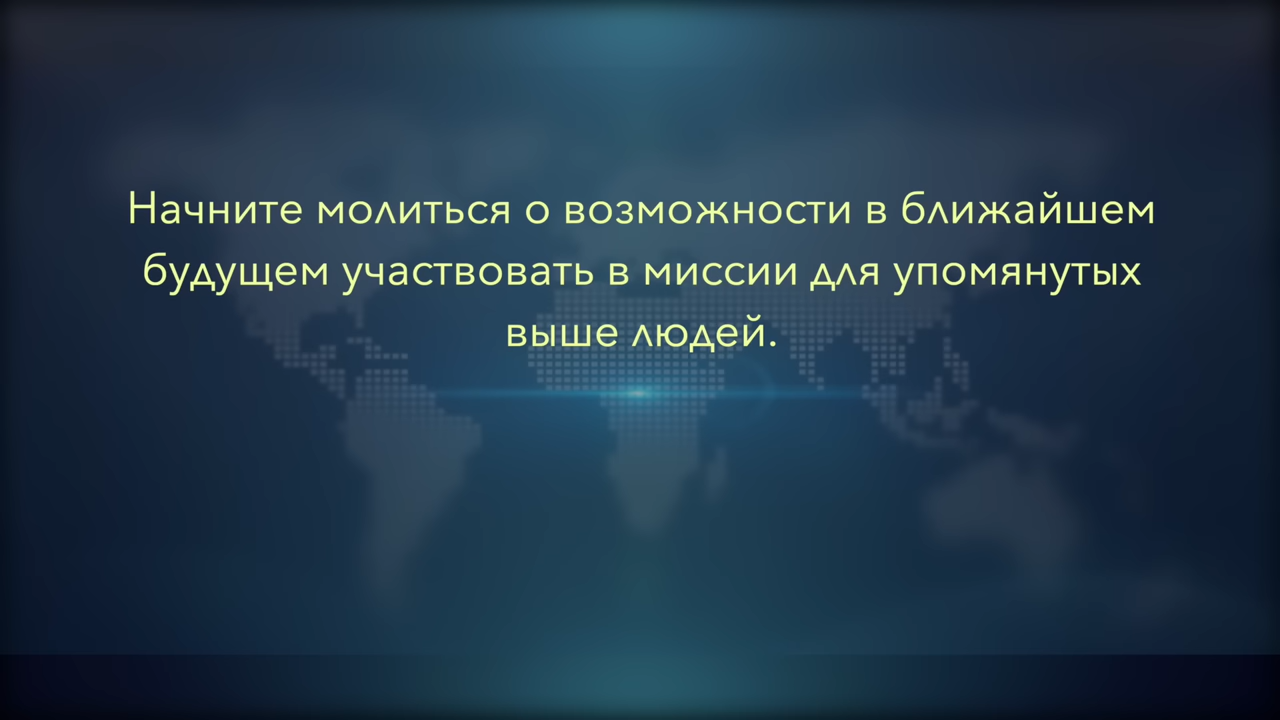 Начните молиться о возможности в ближайшем
будущем участвовать в миссии для упомянутых
выше людей.